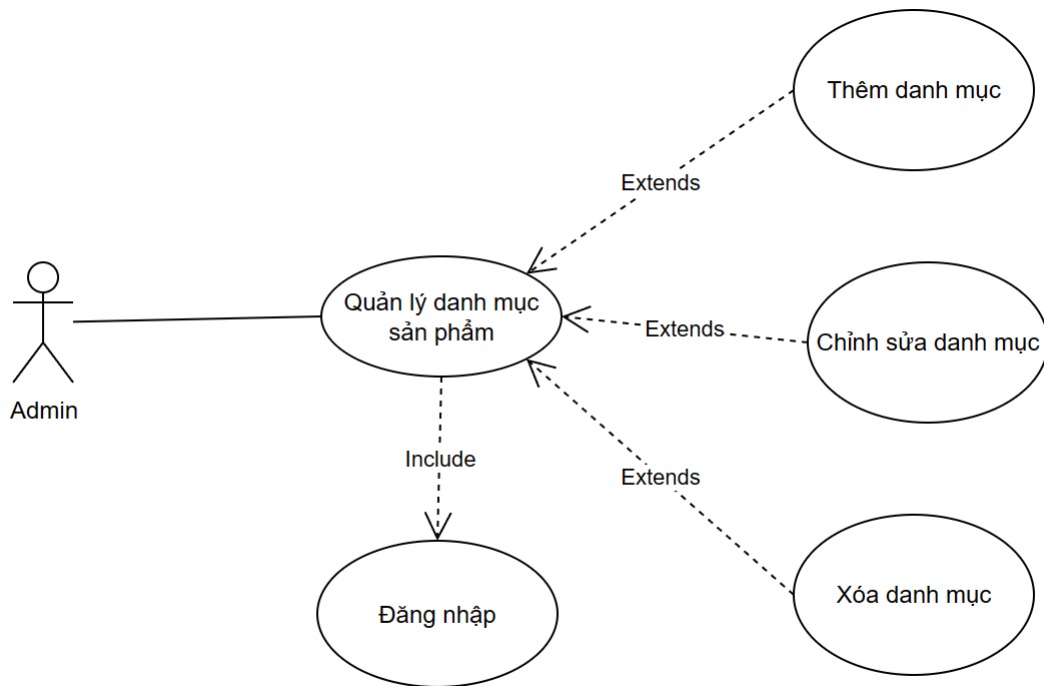 Thêm danh mục
Extends
Quản lý danh mục
sản phẩm
Extends
Chỉnh sửa danh mục
Admin
Include
Extends
Đăng nhập
Xóa danh mục